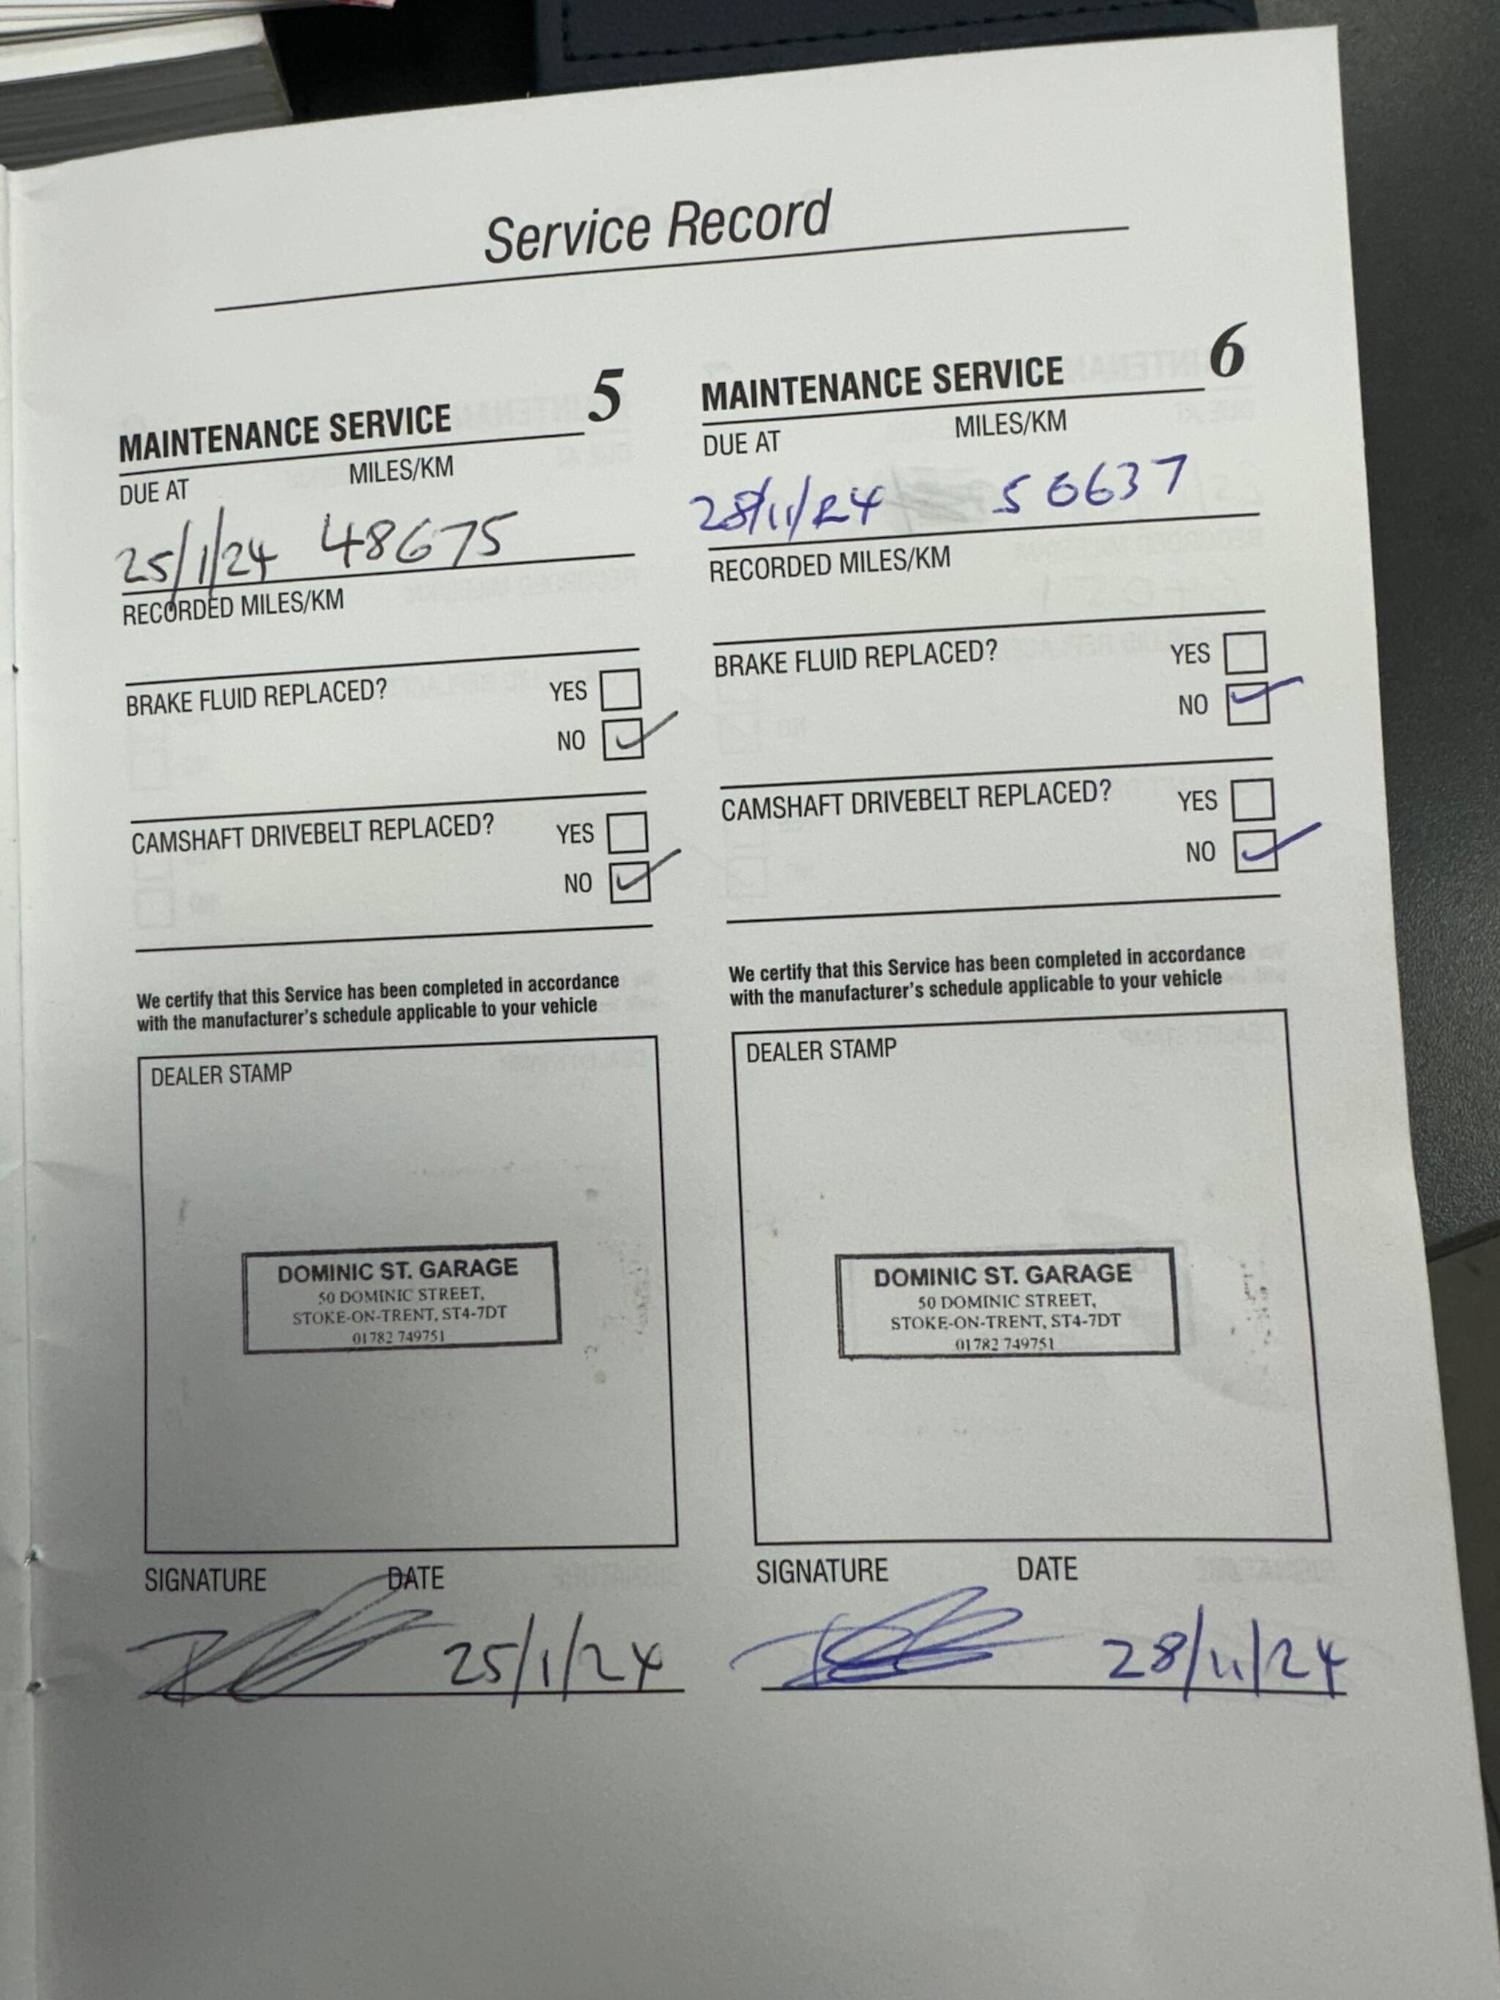 Service Record
MAINTENANCE SERVICE 5
DUE AT MILES/KM
25/1/24 48675
RECORDED MILES/KM
BRAKE FLUID REPLACED? YES
NO
CAMSHAFT DRIVEBELT REPLACED? YES
NO
We certify that this Service has been completed in accordance
with the manufacturer's schedule applicable to your vehicle
DEALER STAMP
DOMINIC ST. GARAGE
50 DOMINIC STREET,
STOKE-ON-TRENT, ST4-7DT
01782 749751
SIGNATURE DATE
25/1/24
MAINTENANCE SERVICE 6
DUE AT MILES/KM
28/11/24 50637
RECORDED MILES/KM
BRAKE FLUID REPLACED? YES
NO
CAMSHAFT DRIVEBELT REPLACED? YES
NO
We certify that this Service has been completed in accordance
with the manufacturer's schedule applicable to your vehicle
DEALER STAMP
DOMINIC ST. GARAGE
50 DOMINIC STREET,
STOKE-ON-TRENT, ST4-7DT
01782 749751
SIGNATURE DATE
28/11/24